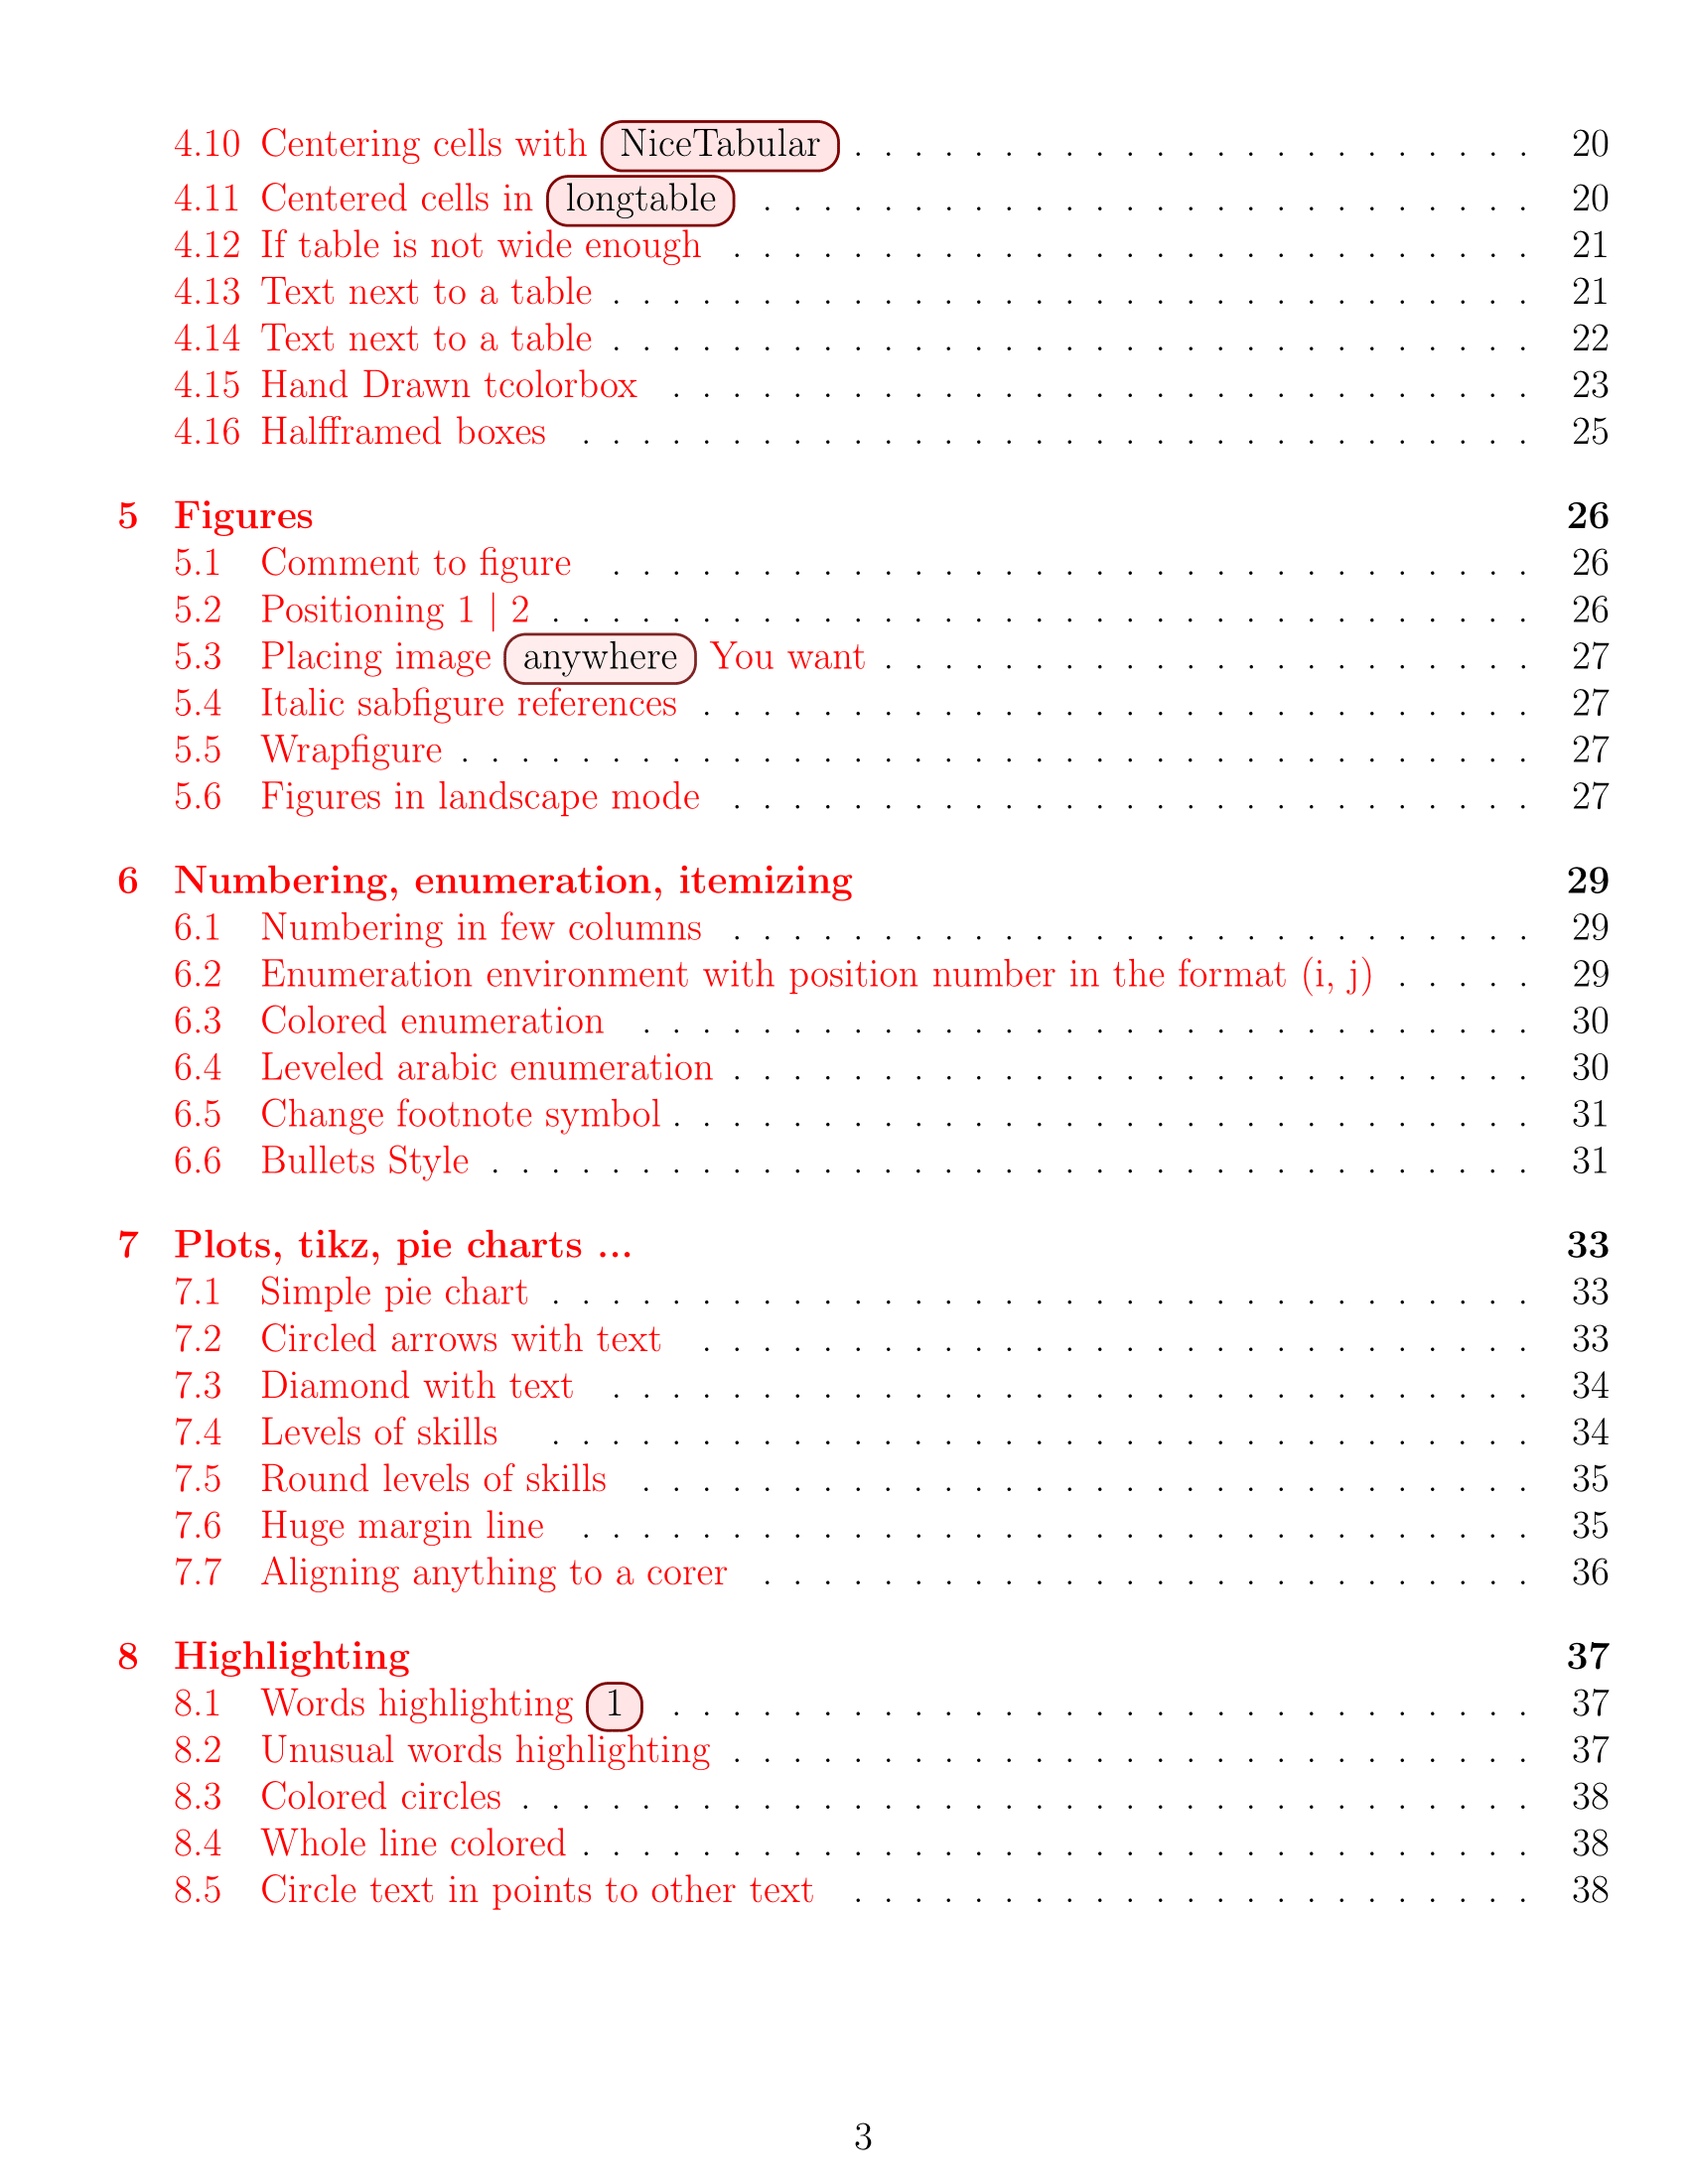 4.10 Centering cells with NiceTabular . . . . . . . . . . . . . . . . . . . . . . . 20
4.11 Centered cells in longtable . . . . . . . . . . . . . . . . . . . . . . . . . . 20
4.12 If table is not wide enough . . . . . . . . . . . . . . . . . . . . . . . . . . . 21
4.13 Text next to a table . . . . . . . . . . . . . . . . . . . . . . . . . . . . . . . 21
4.14 Text next to a table . . . . . . . . . . . . . . . . . . . . . . . . . . . . . . . 22
4.15 Hand Drawn tcolorbox . . . . . . . . . . . . . . . . . . . . . . . . . . . . . 23
4.16 Halfframed boxes . . . . . . . . . . . . . . . . . . . . . . . . . . . . . . . . 25
5 Figures 26
5.1 Comment to figure . . . . . . . . . . . . . . . . . . . . . . . . . . . . . . . 26
5.2 Positioning 1 | 2 . . . . . . . . . . . . . . . . . . . . . . . . . . . . . . . . . 26
5.3 Placing image anywhere You want . . . . . . . . . . . . . . . . . . . . . . 27
5.4 Italic sabfigure references . . . . . . . . . . . . . . . . . . . . . . . . . . . . 27
5.5 Wrapfigure . . . . . . . . . . . . . . . . . . . . . . . . . . . . . . . . . . . . 27
5.6 Figures in landscape mode . . . . . . . . . . . . . . . . . . . . . . . . . . . 27
6 Numbering, enumeration, itemizing 29
6.1 Numbering in few columns . . . . . . . . . . . . . . . . . . . . . . . . . . . 29
6.2 Enumeration environment with position number in the format (i, j) . . . . . 29
6.3 Colored enumeration . . . . . . . . . . . . . . . . . . . . . . . . . . . . . . 30
6.4 Leveled arabic enumeration . . . . . . . . . . . . . . . . . . . . . . . . . . . 30
6.5 Change footnote symbol . . . . . . . . . . . . . . . . . . . . . . . . . . . . . 31
6.6 Bullets Style . . . . . . . . . . . . . . . . . . . . . . . . . . . . . . . . . . . 31
7 Plots, tikz, pie charts ... 33
7.1 Simple pie chart . . . . . . . . . . . . . . . . . . . . . . . . . . . . . . . . . 33
7.2 Circled arrows with text . . . . . . . . . . . . . . . . . . . . . . . . . . . . 33
7.3 Diamond with text . . . . . . . . . . . . . . . . . . . . . . . . . . . . . . . 34
7.4 Levels of skills . . . . . . . . . . . . . . . . . . . . . . . . . . . . . . . . . 34
7.5 Round levels of skills . . . . . . . . . . . . . . . . . . . . . . . . . . . . . . 35
7.6 Huge margin line . . . . . . . . . . . . . . . . . . . . . . . . . . . . . . . . 35
7.7 Aligning anything to a corer . . . . . . . . . . . . . . . . . . . . . . . . . . 36
8 Highlighting 37
8.1 Words highlighting 1 . . . . . . . . . . . . . . . . . . . . . . . . . . . . . 37
8.2 Unusual words highlighting . . . . . . . . . . . . . . . . . . . . . . . . . . . 37
8.3 Colored circles . . . . . . . . . . . . . . . . . . . . . . . . . . . . . . . . . . 38
8.4 Whole line colored . . . . . . . . . . . . . . . . . . . . . . . . . . . . . . . . 38
8.5 Circle text in points to other text . . . . . . . . . . . . . . . . . . . . . . . 38
3